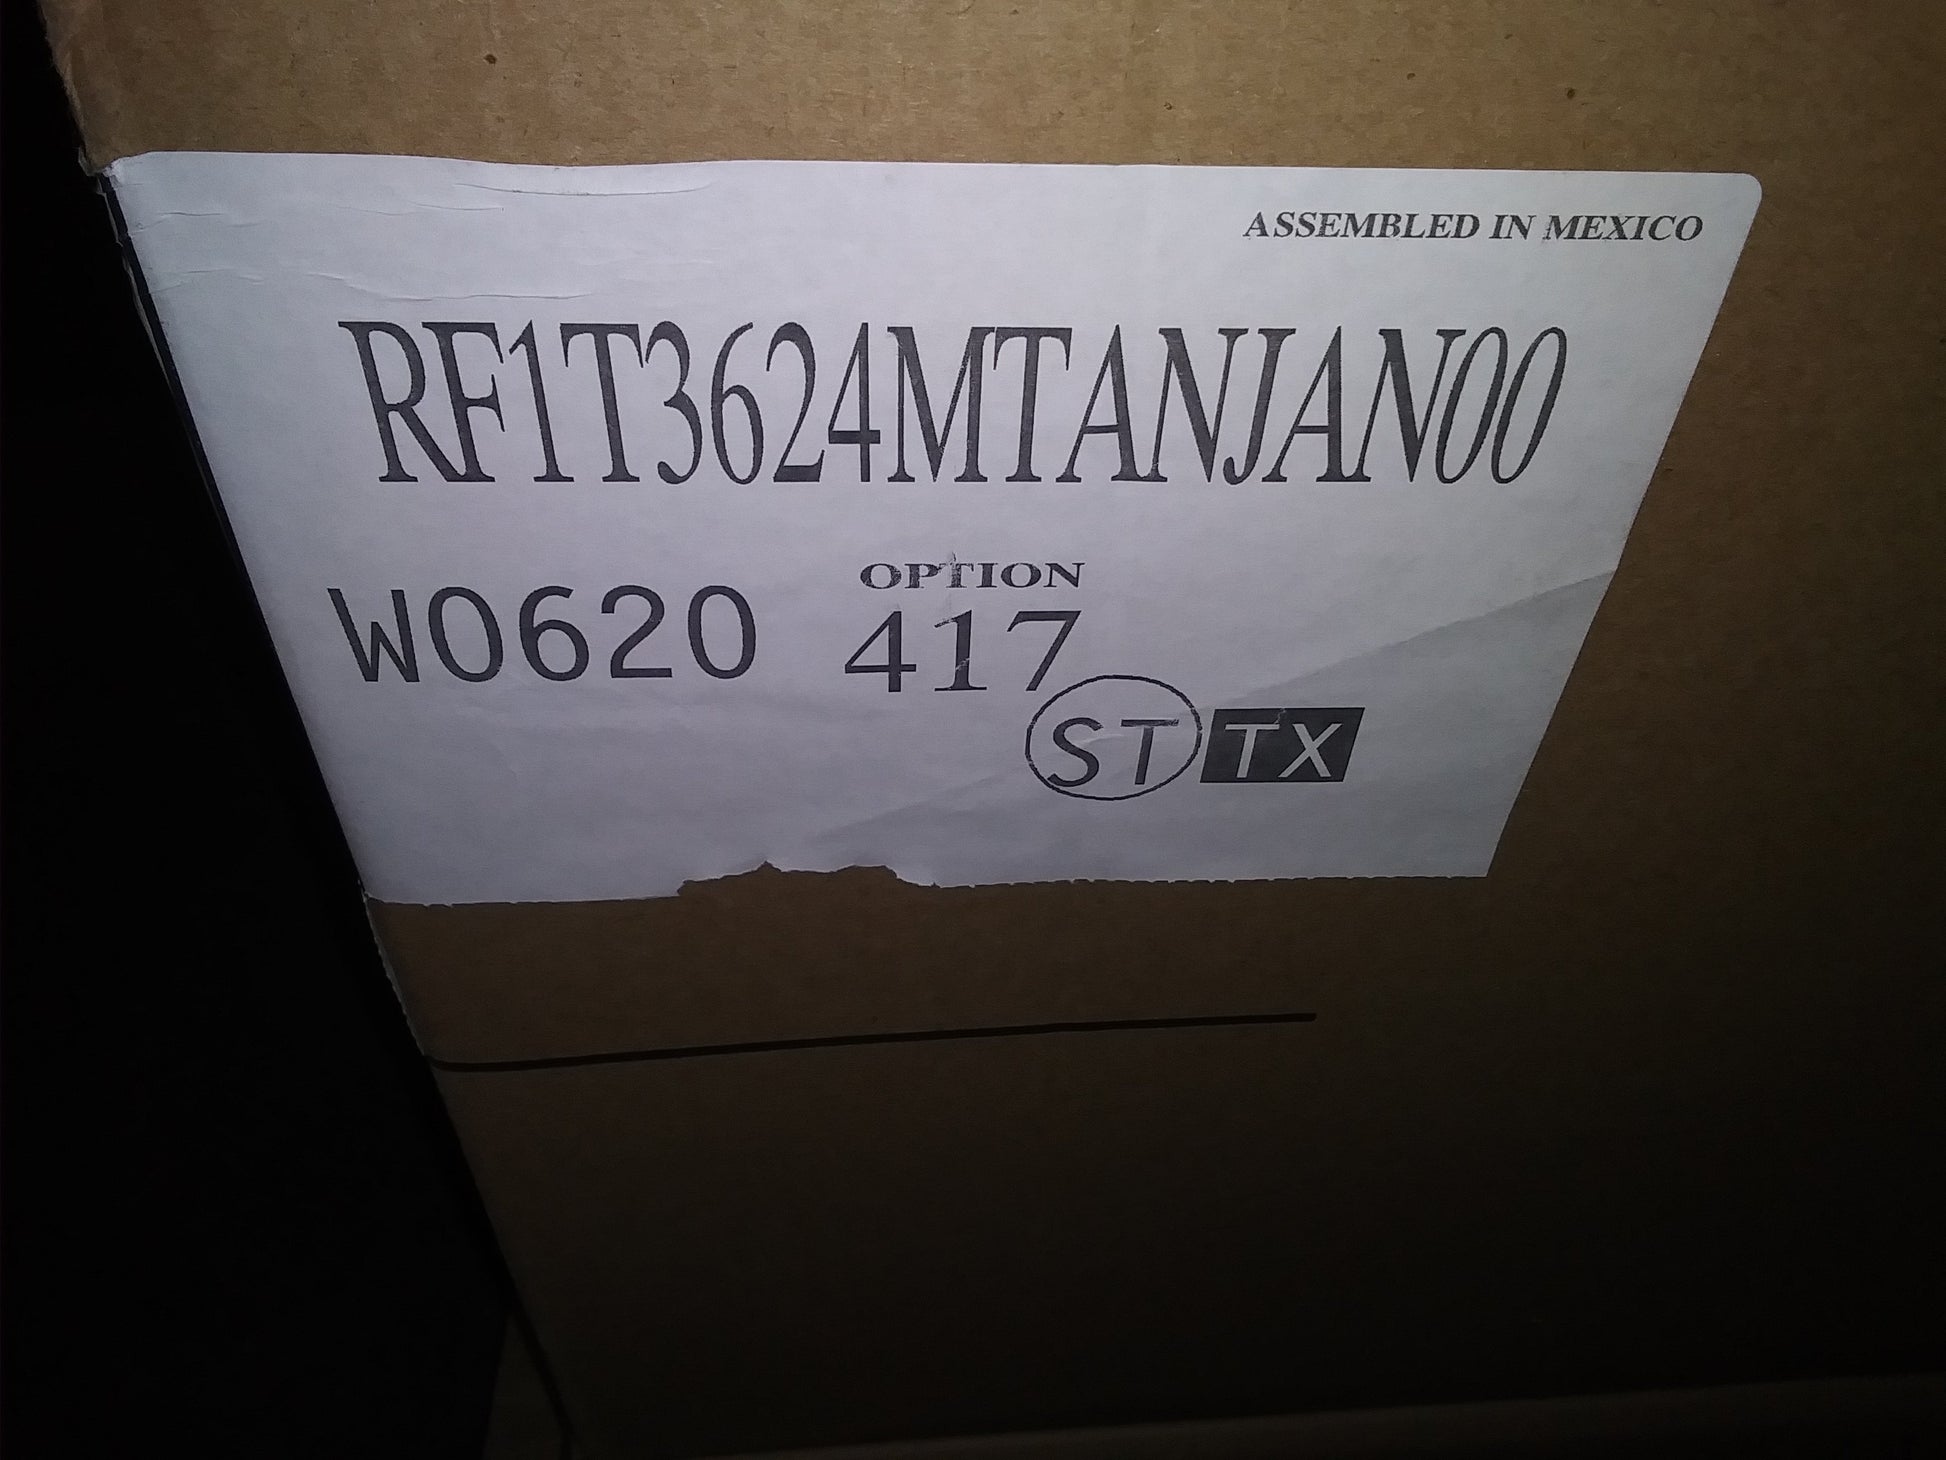 ASSEMBLED IN MEXICO
RF1T3624MTANJAN00
OPTION
W0620 417
ST TX